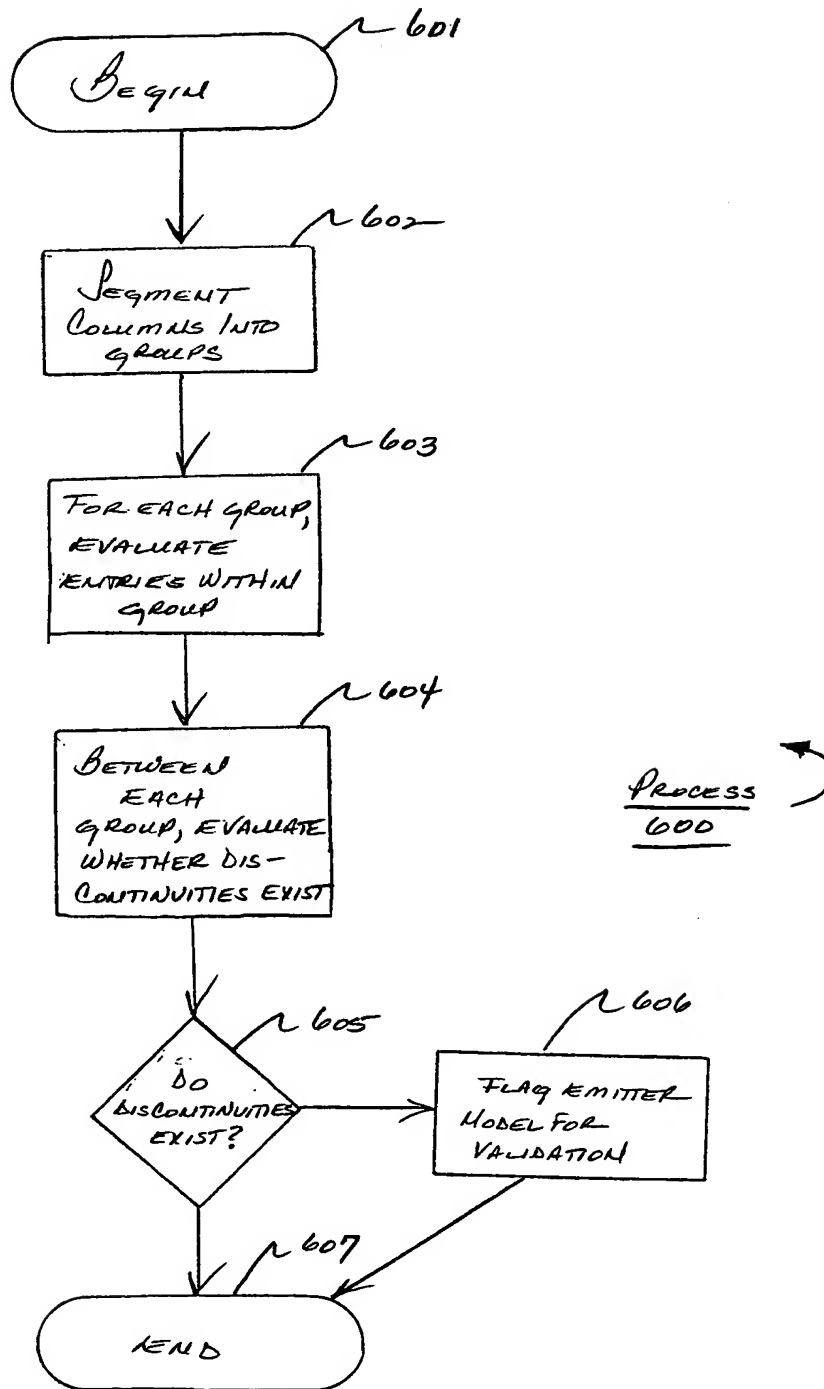 601
BEGIN
602
SEGMENT
COLUMNS INTO
GROUPS
603
FOR EACH GROUP,
EVALUATE
ENTRIES WITHIN
GROUP
604
BETWEEN
EACH
GROUP, EVALUATE
WHETHER DIS-
CONTINUITIES EXIST
PROCESS
600
605
DO
DISCONTINUITIES
EXIST?
606
FLAG EMITTER
MODEL FOR
VALIDATION
607
END